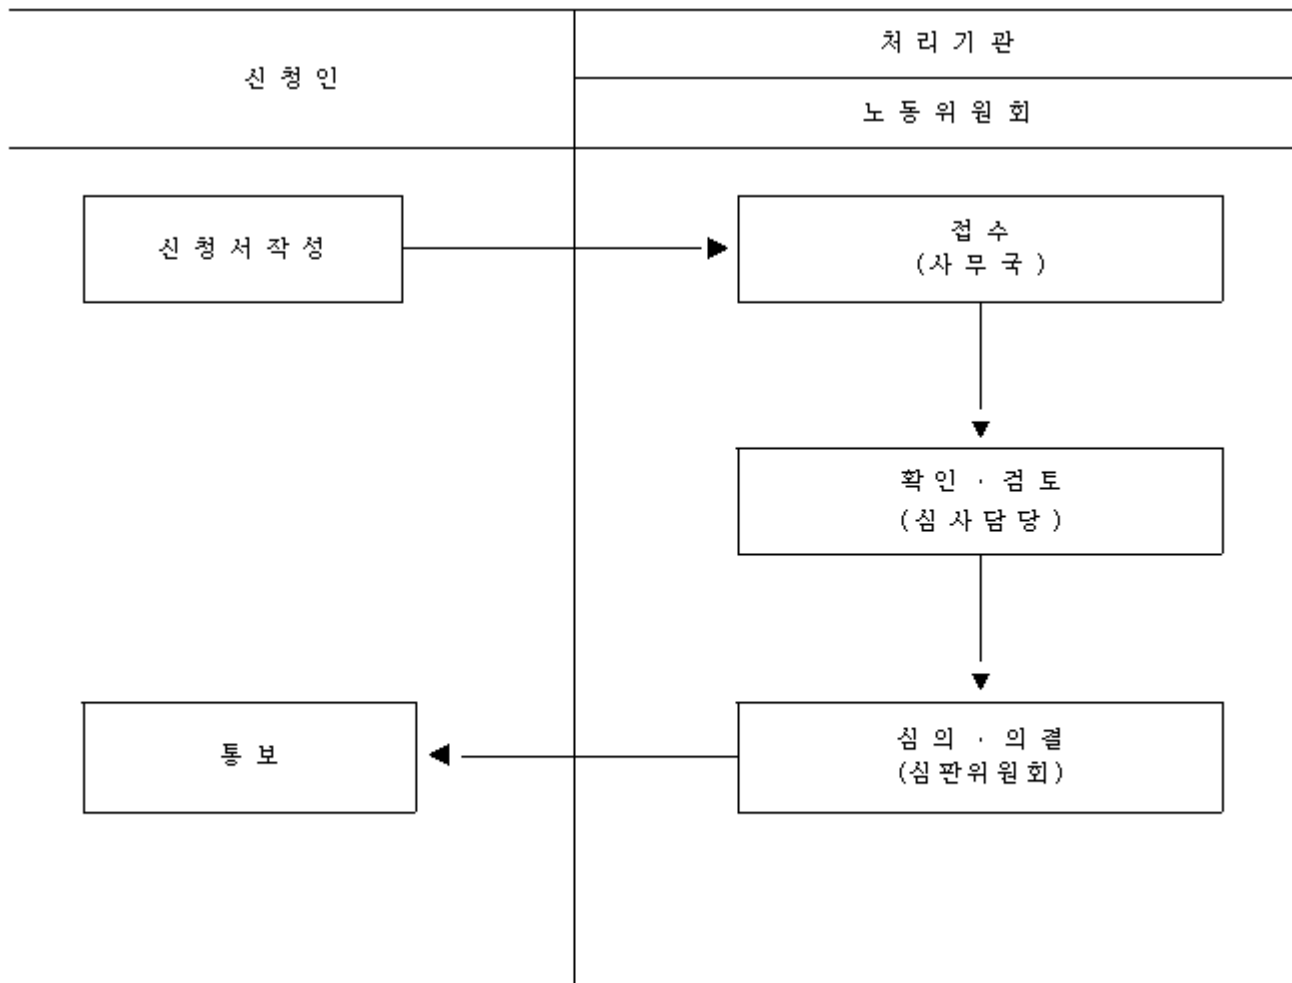 신청인
처리기관
노동위원회
신청서작성
접수
(사무국)
확인·검토
(심사담당)
심의·의결
(심판위원회)
통보